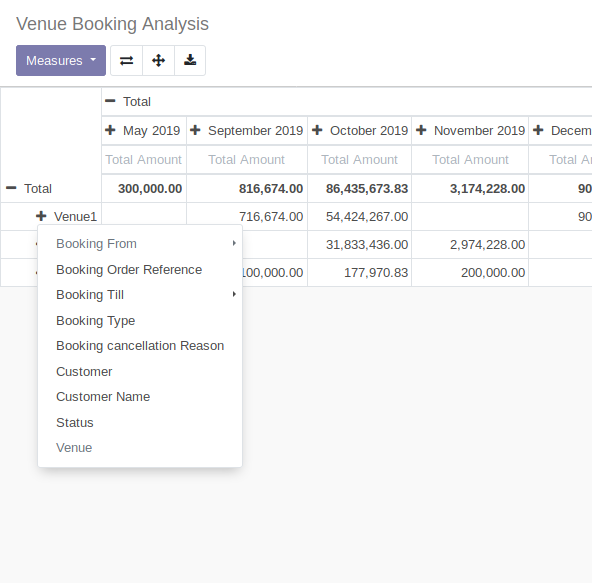 Venue Booking Analysis
Measures
Total
May 2019 September 2019 October 2019 November 2019 Decem
Total Amount Total Amount Total Amount Total Amount Total A
Total 300,000.00 816,674.00 86,435,673.83 3,174,228.00 90
Venue1 716,674.00 54,424,267.00 90
Booking From 31,833,436.00 2,974,228.00
Booking Order Reference 100,000.00 177,970.83 200,000.00
Booking Till
Booking Type
Booking cancellation Reason
Customer
Customer Name
Status
Venue